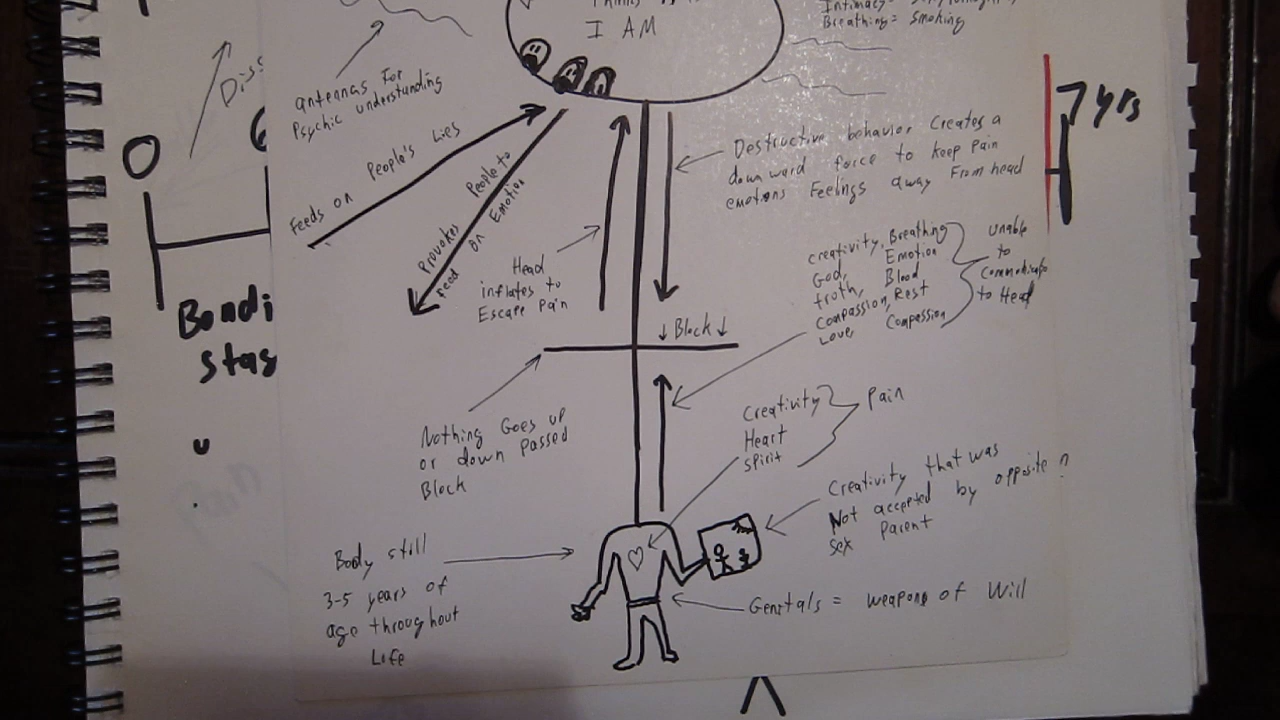 I AM
Breathing = Smoking
antennas For
Psychic understanding
Diss
0
7 yrs
Feeds on People's Lies
Provokes People to
Feed on Emotion
Head
inflates to
Escape Pain
Destructive behavior Creates a
downward force to keep Pain
emotions Feelings away From head
creativity, Breathing
God, Emotion
truth, Blood
Compassion, Rest
Love Compassion
unable
to
to Head
Bondi
stag
↓ Block ↓
Nothing Goes up
or down passed
Block
Creativity
Heart
spirit
Pain
Creativity that was
Not accepted by opposite ?
sex Parent
Body still
3-5 years of
age throughout
Life
Genitals = weapons of Will